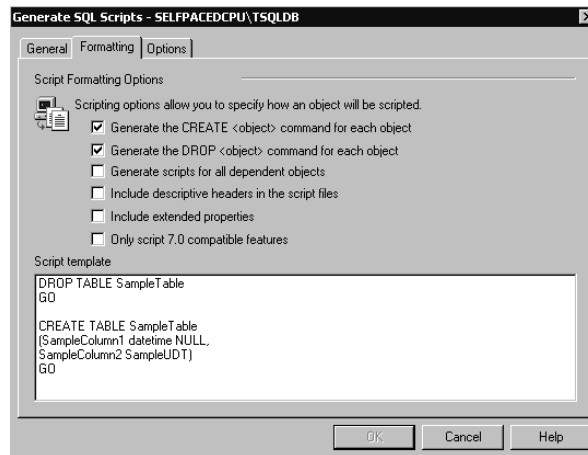 Generate SQL Scripts - SELFPACEDCPU\TSQLDB
General Formatting Options
Script Formatting Options
Scripting options allow you to specify how an object will be scripted.
Generate the CREATE <object> command for each object
Generate the DROP <object> command for each object
Generate scripts for all dependent objects
Include descriptive headers in the script files
Include extended properties
Only script 7.0 compatible features
Script template
DROP TABLE SampleTable
GO
CREATE TABLE SampleTable
(SampleColumn1 datetime NULL,
SampleColumn2 SampleUDT)
GO
OK Cancel Help